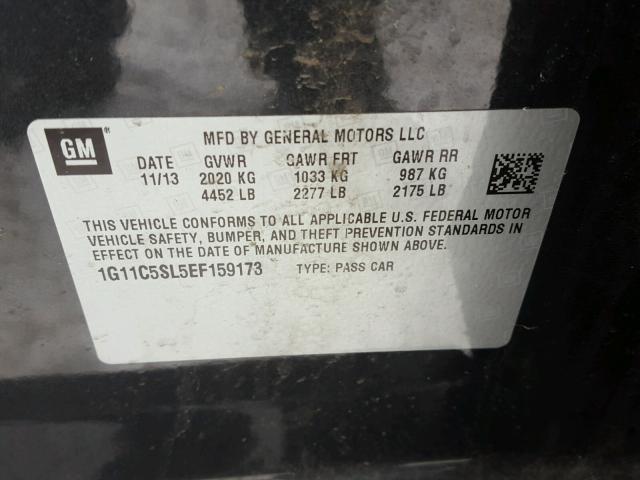 GM®
MFD BY GENERAL MOTORS LLC
DATE GVWR GAWR FRT GAWR RR
11/13 2020 KG 1033 KG 987 KG
4452 LB 2277 LB 2175 LB
THIS VEHICLE CONFORMS TO ALL APPLICABLE U.S. FEDERAL MOTOR
VEHICLE SAFETY, BUMPER, AND THEFT PREVENTION STANDARDS IN
EFFECT ON THE DATE OF MANUFACTURE SHOWN ABOVE.
1G11C5SL5EF159173 TYPE: PASS CAR